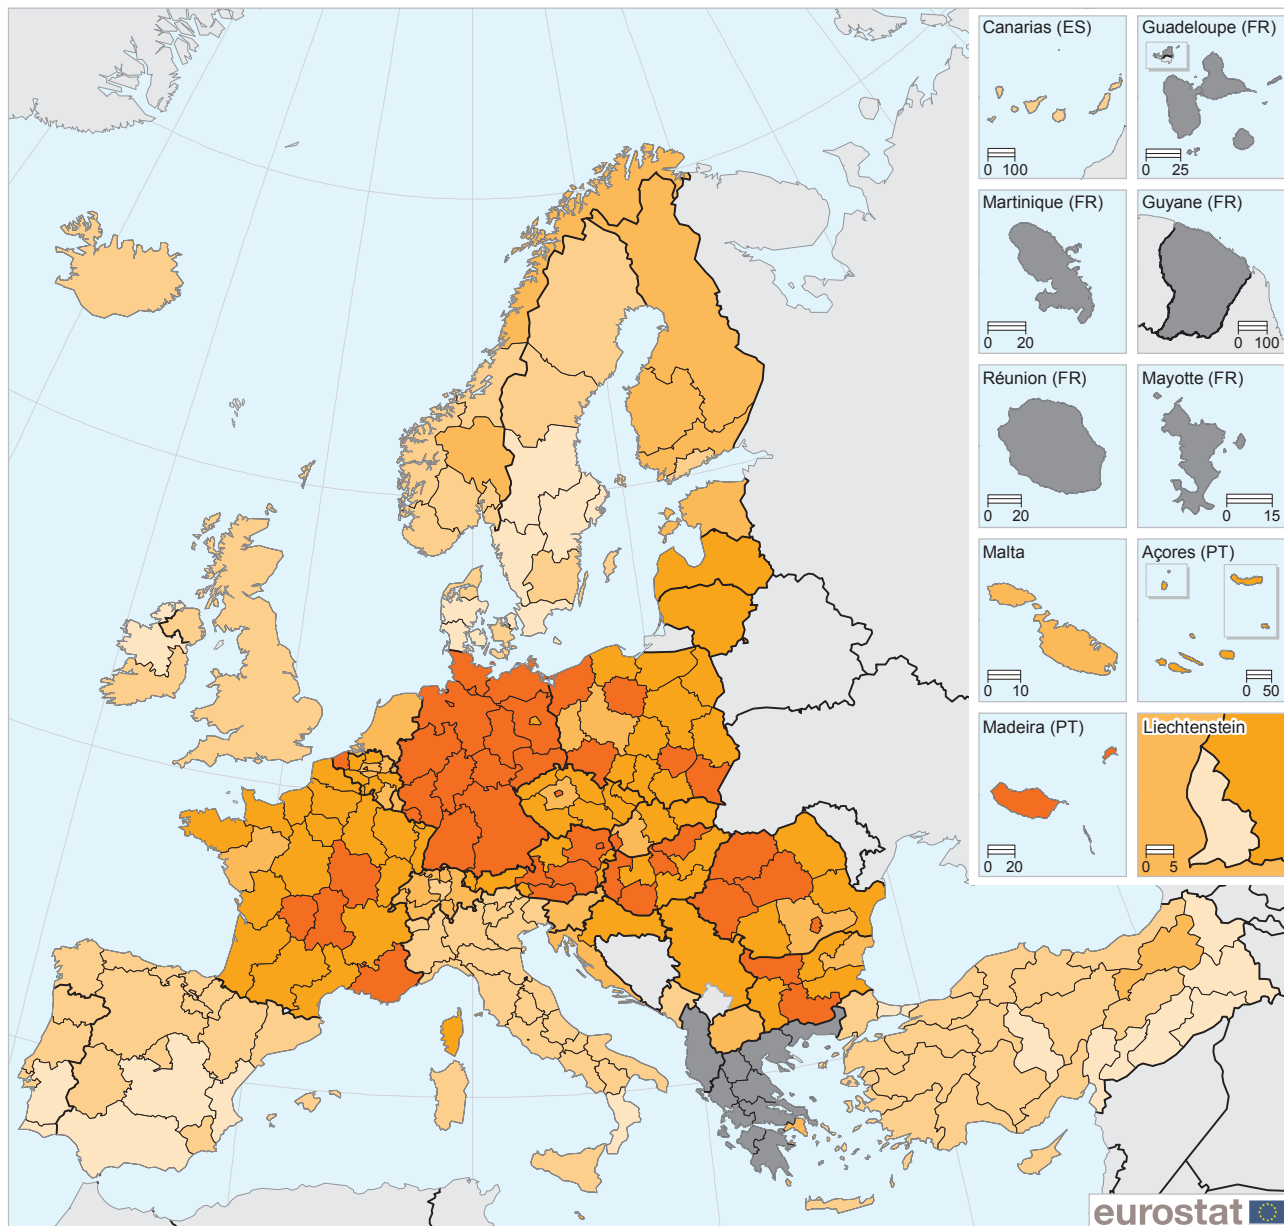 Canarias (ES)
0 100
Guadeloupe (FR)
0 25
Martinique (FR)
0 20
Guyane (FR)
0 100
Réunion (FR)
0 20
Mayotte (FR)
0 15
Malta
0 10
Açores (PT)
0 50
Madeira (PT)
0 20
Liechtenstein
0 5
eurostat